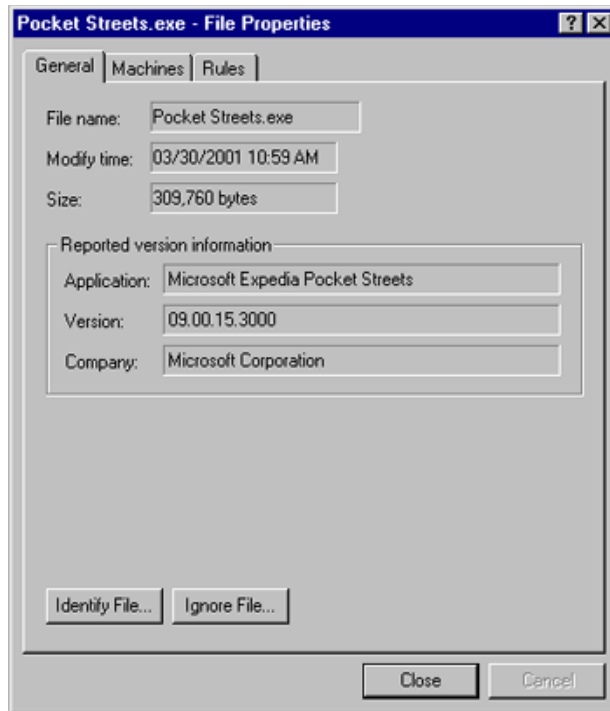 Pocket Streets.exe - File Properties
General Machines Rules
File name: Pocket Streets.exe
Modify time: 03/30/2001 10:59 AM
Size: 309,760 bytes
Reported version information
Application: Microsoft Expedia Pocket Streets
Version: 09.00.15.3000
Company: Microsoft Corporation
Identify File... Ignore File...
Close Cancel